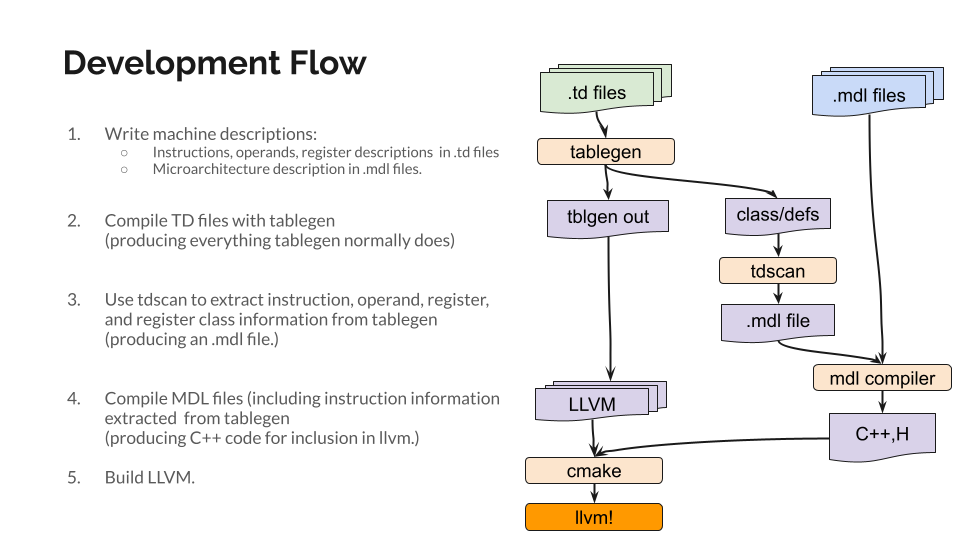 Development Flow
1. Write machine descriptions:
○ Instructions, operands, register descriptions in .td files
○ Microarchitecture description in .mdl files.
2. Compile TD files with tablegen
(producing everything tablegen normally does)
3. Use tdscan to extract instruction, operand, register,
and register class information from tablegen
(producing an .mdl file.)
4. Compile MDL files (including instruction information
extracted from tablegen
(producing C++ code for inclusion in llvm.)
5. Build LLVM.
.td files
.mdl files
tablegen
tblgen out
class/defs
tdscan
.mdl file
mdl compiler
LLVM
C++,H
cmake
llvm!